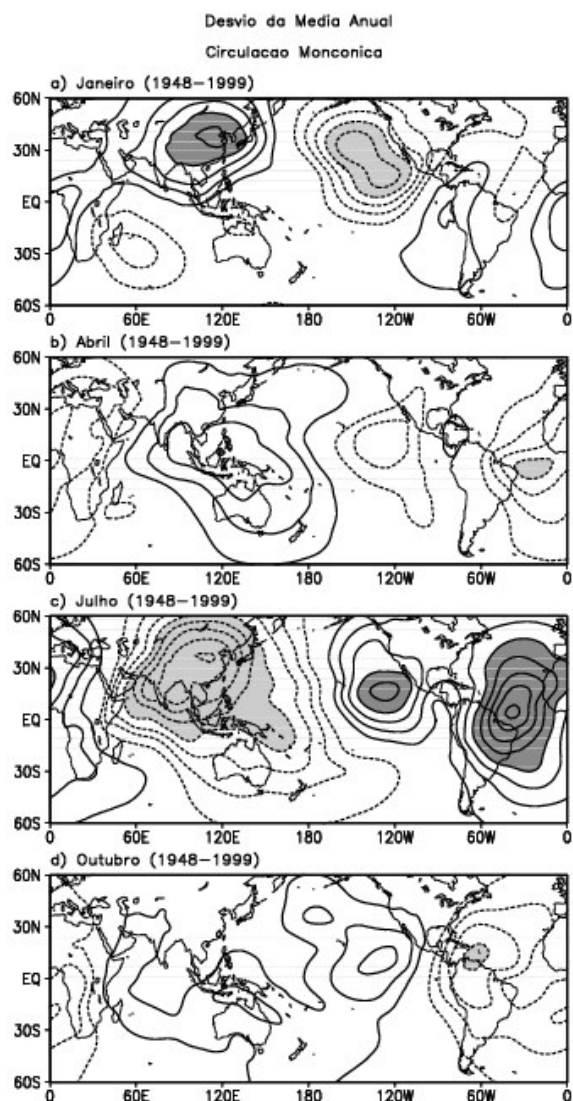 Desvio da Media Anual
Circulacao Monconica
a) Janeiro (1948–1999)
60N
30N
EQ
30S
60S
0 60E 120E 180 120W 60W 0
b) Abril (1948–1999)
60N
30N
EQ
30S
60S
0 60E 120E 180 120W 60W 0
c) Julho (1948–1999)
60N
30N
EQ
30S
60S
0 60E 120E 180 120W 60W 0
d) Outubro (1948–1999)
60N
30N
EQ
30S
60S
0 60E 120E 180 120W 60W 0